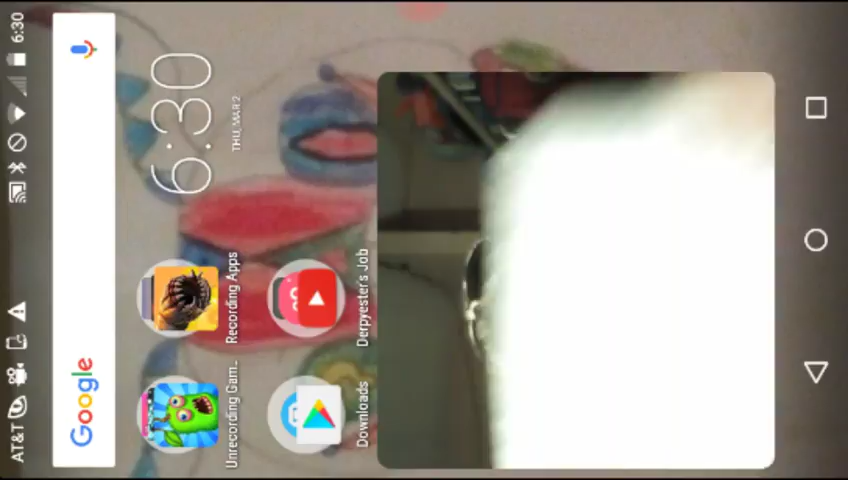 AT&T
6:30
Google
6:30
THU, MAR 2
Unrecording Gam..
Recording Apps
Downloads
Derpyester's Job